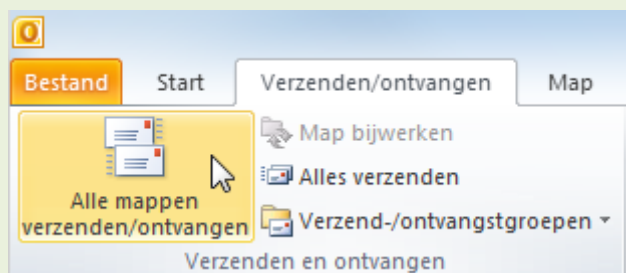 Bestand Start Verzenden/ontvangen Map
Alle mappen
verzenden/ontvangen
Map bijwerken
Alles verzenden
Verzend-/ontvangstgroepen
Verzenden en ontvangen